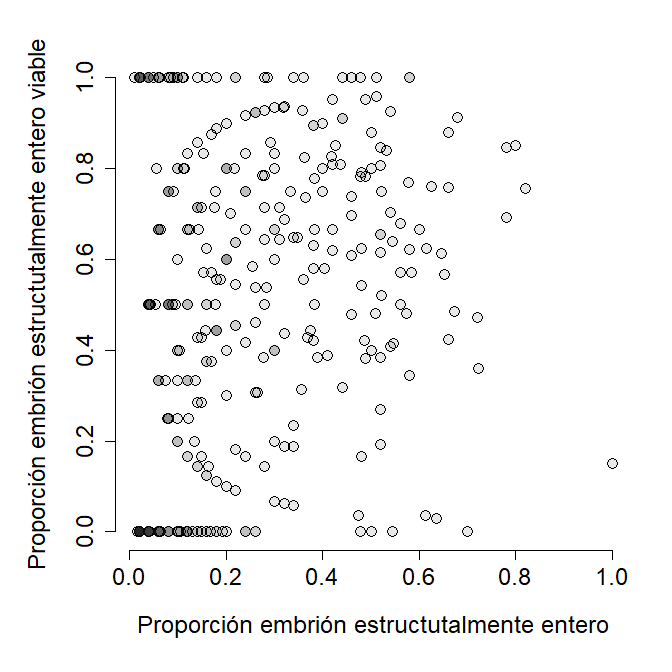 Proporción embrión estructutalmente entero viable
1.0
0.8
0.6
0.4
0.2
0.0
0.0 0.2 0.4 0.6 0.8 1.0
Proporción embrión estructutalmente entero